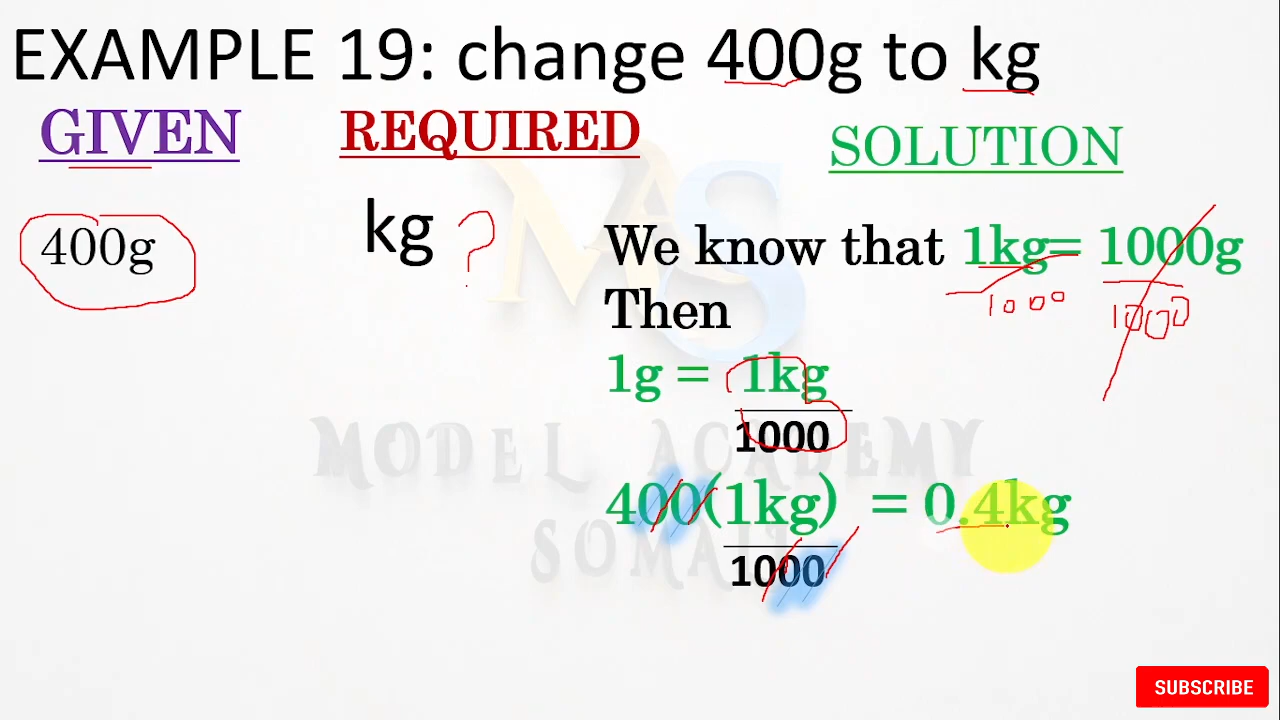 EXAMPLE 19: change 400g to kg
GIVEN
REQUIRED
SOLUTION
400g
kg ?
We know that 1kg= 1000g
1000 1000
Then
1g = 1kg
1000
400(1kg) = 0.4kg
1000
MAS
MODEL ACADEMY
SOMALI
SUBSCRIBE